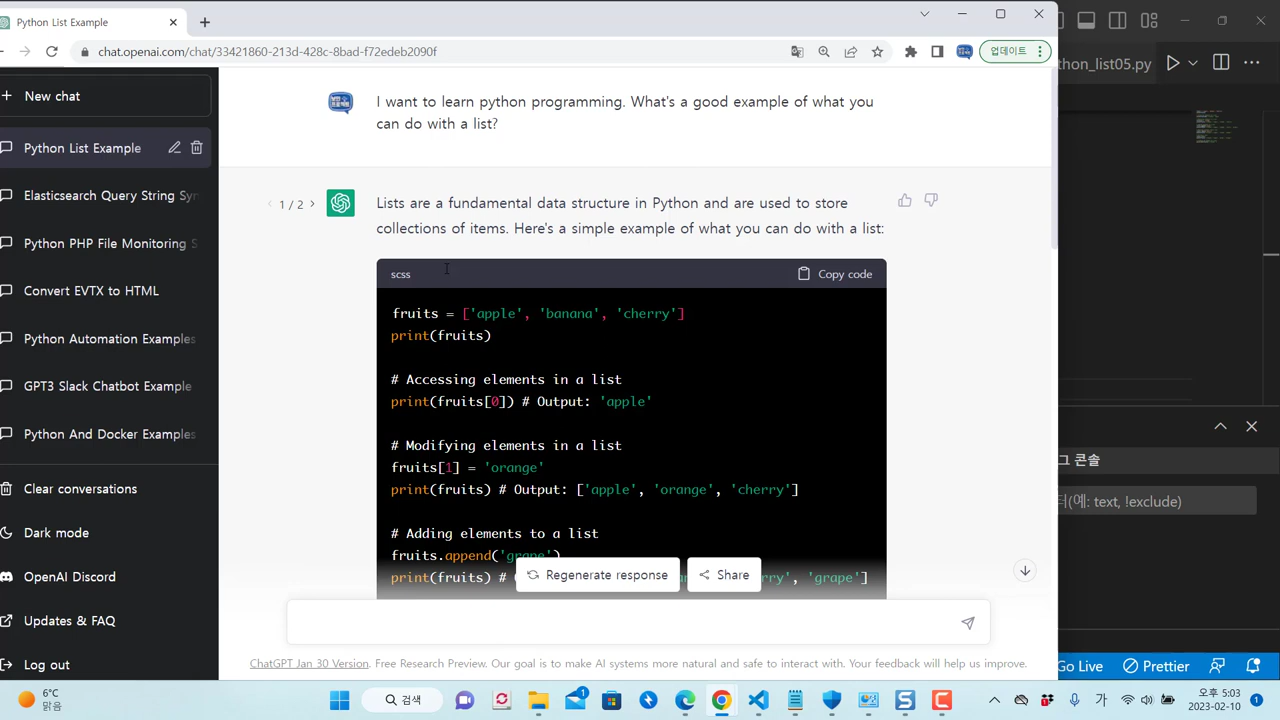 Python List Example
thon_list05.py
chat.openai.com/chat/33421860-213d-428c-8bad-f72edeb2090f
업데이트
New chat
Python List Example
Elasticsearch Query String Syn
Python PHP File Monitoring S
Convert EVTX to HTML
Python Automation Examples
GPT3 Slack Chatbot Example
Python And Docker Examples
Clear conversations
Dark mode
OpenAI Discord
Updates & FAQ
Log out
I want to learn python programming. What's a good example of what you
can do with a list?
1 / 2
Lists are a fundamental data structure in Python and are used to store
collections of items. Here's a simple example of what you can do with a list:
scss
Copy code
fruits = ['apple', 'banana', 'cherry']
print(fruits)
# Accessing elements in a list
print(fruits[0]) # Output: 'apple'
# Modifying elements in a list
fruits[1] = 'orange'
print(fruits) # Output: ['apple', 'orange', 'cherry']
# Adding elements to a list
fruits.append('grape')
print(fruits) #
'grape']
Regenerate response
Share
ChatGPT Jan 30 Version. Free Research Preview. Our goal is to make AI systems more natural and safe to interact with. Your feedback will help us improve.
그 콘솔
터(예: text, !exclude)
Go Live
Prettier
6°C
맑음
검색
1
가
오후 5:03
2023-02-10
1